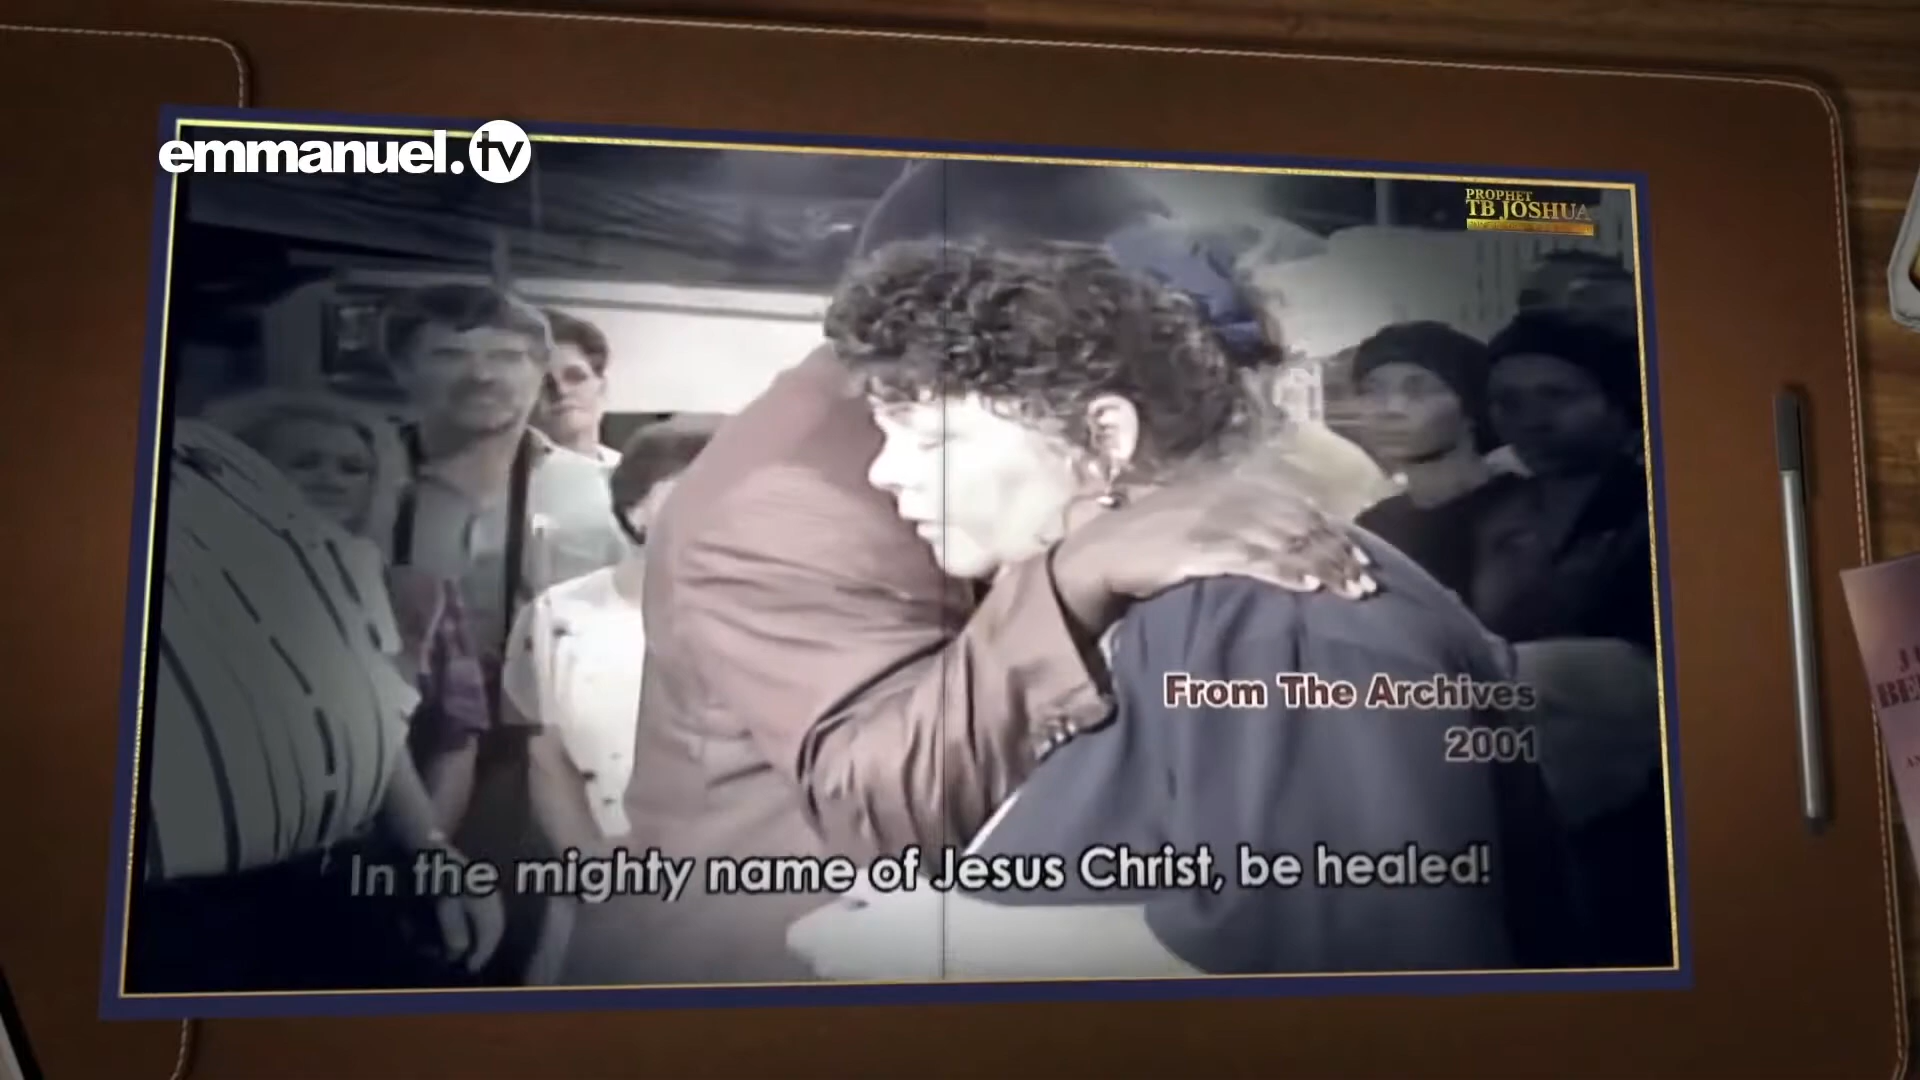 emmanuel.tv
PROPHET
TB JOSHUA
From The Archives
2001
In the mighty name of Jesus Christ, be healed!